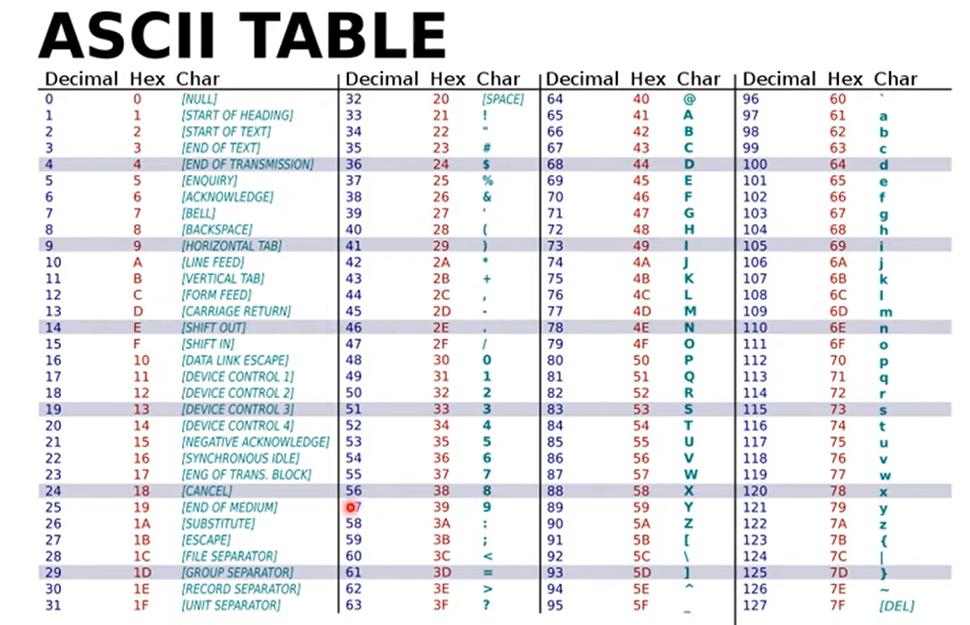 ASCII TABLE
Decimal Hex Char Decimal Hex Char Decimal Hex Char Decimal Hex Char
0 0 [NULL] 32 20 [SPACE] 64 40 @ 96 60 `
1 1 [START OF HEADING] 33 21 ! 65 41 A 97 61 a
2 2 [START OF TEXT] 34 22 " 66 42 B 98 62 b
3 3 [END OF TEXT] 35 23 # 67 43 C 99 63 c
4 4 [END OF TRANSMISSION] 36 24 $ 68 44 D 100 64 d
5 5 [ENQUIRY] 37 25 % 69 45 E 101 65 e
6 6 [ACKNOWLEDGE] 38 26 & 70 46 F 102 66 f
7 7 [BELL] 39 27 ' 71 47 G 103 67 g
8 8 [BACKSPACE] 40 28 ( 72 48 H 104 68 h
9 9 [HORIZONTAL TAB] 41 29 ) 73 49 I 105 69 i
10 A [LINE FEED] 42 2A * 74 4A J 106 6A j
11 B [VERTICAL TAB] 43 2B + 75 4B K 107 6B k
12 C [FORM FEED] 44 2C , 76 4C L 108 6C l
13 D [CARRIAGE RETURN] 45 2D - 77 4D M 109 6D m
14 E [SHIFT OUT] 46 2E . 78 4E N 110 6E n
15 F [SHIFT IN] 47 2F / 79 4F O 111 6F o
16 10 [DATA LINK ESCAPE] 48 30 0 80 50 P 112 70 p
17 11 [DEVICE CONTROL 1] 49 31 1 81 51 Q 113 71 q
18 12 [DEVICE CONTROL 2] 50 32 2 82 52 R 114 72 r
19 13 [DEVICE CONTROL 3] 51 33 3 83 53 S 115 73 s
20 14 [DEVICE CONTROL 4] 52 34 4 84 54 T 116 74 t
21 15 [NEGATIVE ACKNOWLEDGE] 53 35 5 85 55 U 117 75 u
22 16 [SYNCHRONOUS IDLE] 54 36 6 86 56 V 118 76 v
23 17 [ENG OF TRANS. BLOCK] 55 37 7 87 57 W 119 77 w
24 18 [CANCEL] 56 38 8 88 58 X 120 78 x
25 19 [END OF MEDIUM] 39 9 89 59 Y 121 79 y
26 1A [SUBSTITUTE] 58 3A : 90 5A Z 122 7A z
27 1B [ESCAPE] 59 3B ; 91 5B [ 123 7B {
28 1C [FILE SEPARATOR] 60 3C < 92 5C \ 124 7C |
29 1D [GROUP SEPARATOR] 61 3D = 93 5D ] 125 7D }
30 1E [RECORD SEPARATOR] 62 3E > 94 5E ^ 126 7E ~
31 1F [UNIT SEPARATOR] 63 3F ? 95 5F _ 127 7F [DEL]